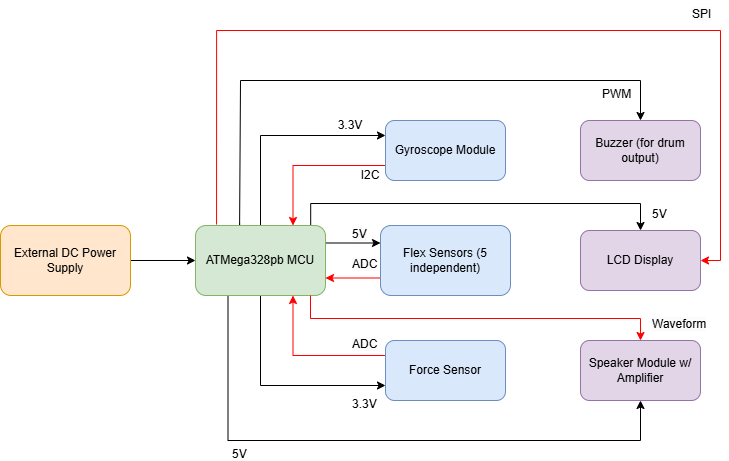 SPI
PWM
3.3V
Gyroscope Module
Buzzer (for drum
output)
I2C
5V
5V
External DC Power
Supply
ATMega328pb MCU
Flex Sensors (5
independent)
LCD Display
ADC
Waveform
ADC
Force Sensor
Speaker Module w/
Amplifier
3.3V
5V